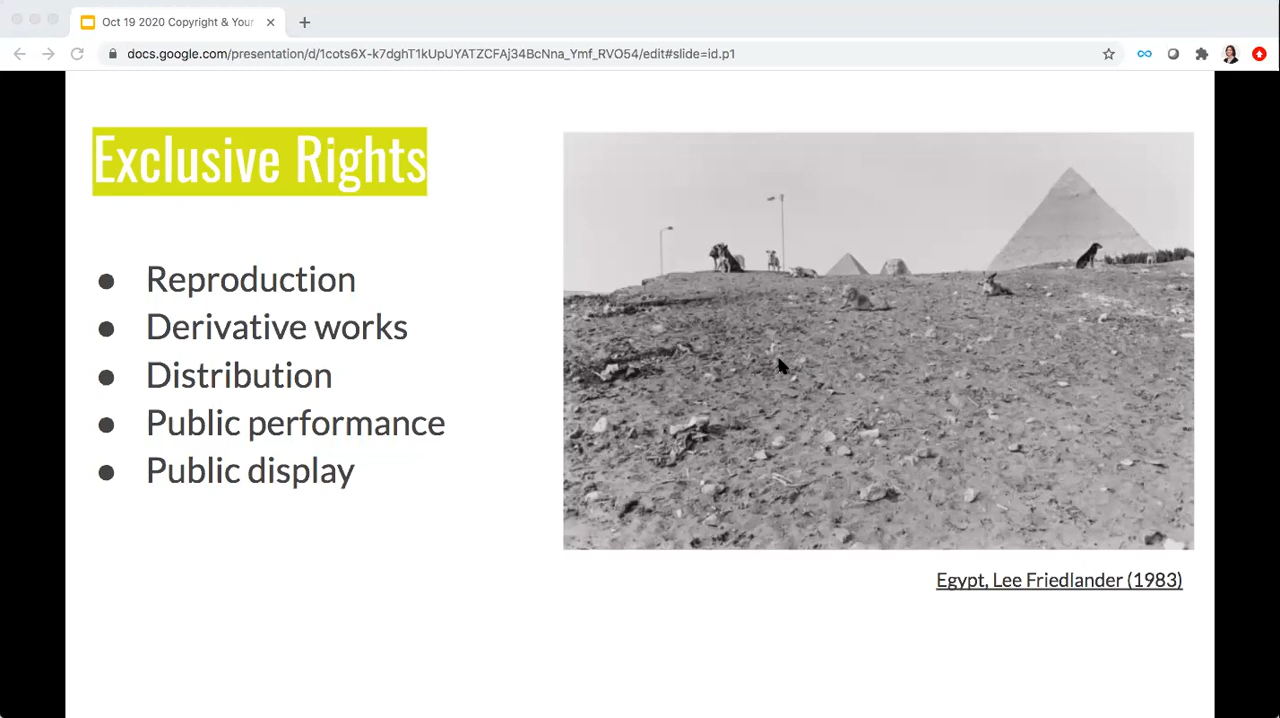 Oct 19 2020 Copyright & Your
docs.google.com/presentation/d/1cots6X-k7dghT1kUpUYATZCFAj34BcNna_Ymf_RVO54/edit#slide=id.p1
Exclusive Rights
● Reproduction
● Derivative works
● Distribution
● Public performance
● Public display
Egypt, Lee Friedlander (1983)